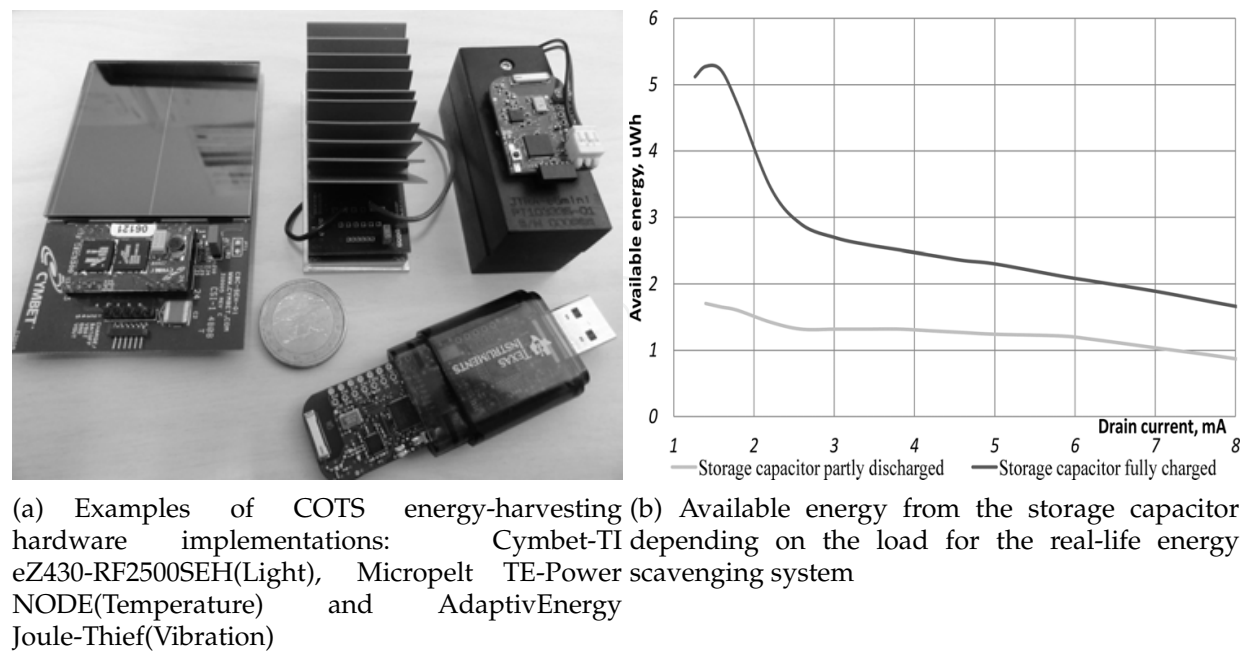 06121
CYMBET
WWW.CYMBET.COM
TEXAS
INSTRUMENTS
6
5
4
3
2
1
0
Available energy, uWh
Drain current, mA
1 2 3 4 5 6 7 8
Storage capacitor partly discharged
Storage capacitor fully charged
(a) Examples of COTS energy-harvesting
hardware implementations: Cymbet-TI
eZ430-RF2500SEH(Light), Micropelt TE-Power
NODE(Temperature) and AdaptivEnergy
Joule-Thief(Vibration)
(b) Available energy from the storage capacitor
depending on the load for the real-life energy
scavenging system